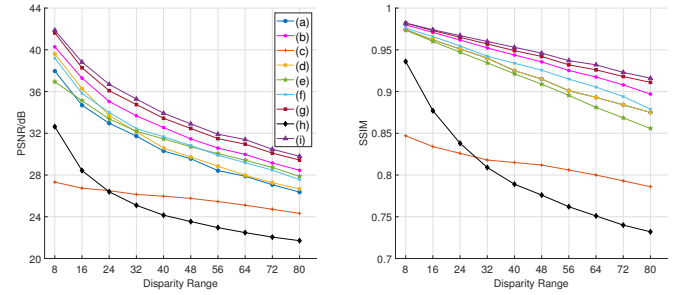 44
40
36
32
28
24
20
PSNR/dB
8 16 24 32 40 48 56 64 72 80
Disparity Range
(a)
(b)
(c)
(d)
(e)
(f)
(g)
(h)
(i)
1
0.95
0.9
0.85
0.8
0.75
0.7
SSIM
8 16 24 32 40 48 56 64 72 80
Disparity Range